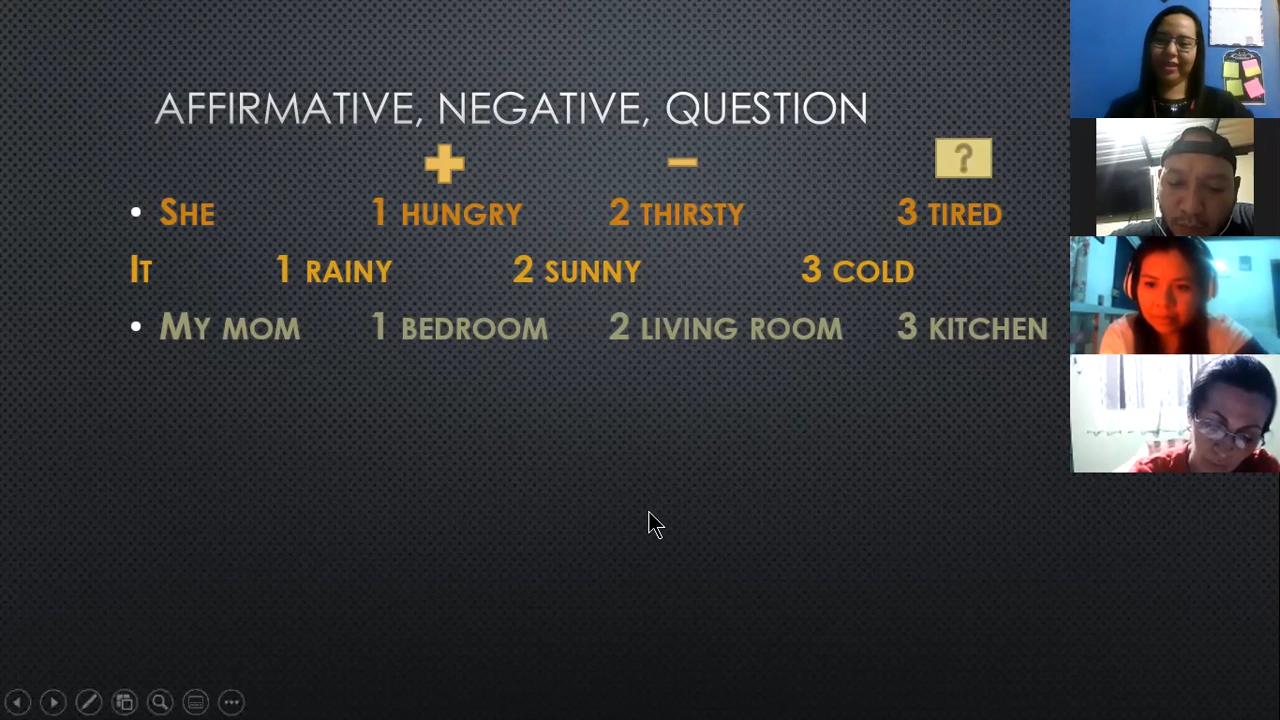 AFFIRMATIVE, NEGATIVE, QUESTION
+ − ?
• SHE 1 HUNGRY 2 THIRSTY 3 TIRED
IT 1 RAINY 2 SUNNY 3 COLD
• MY MOM 1 BEDROOM 2 LIVING ROOM 3 KITCHEN